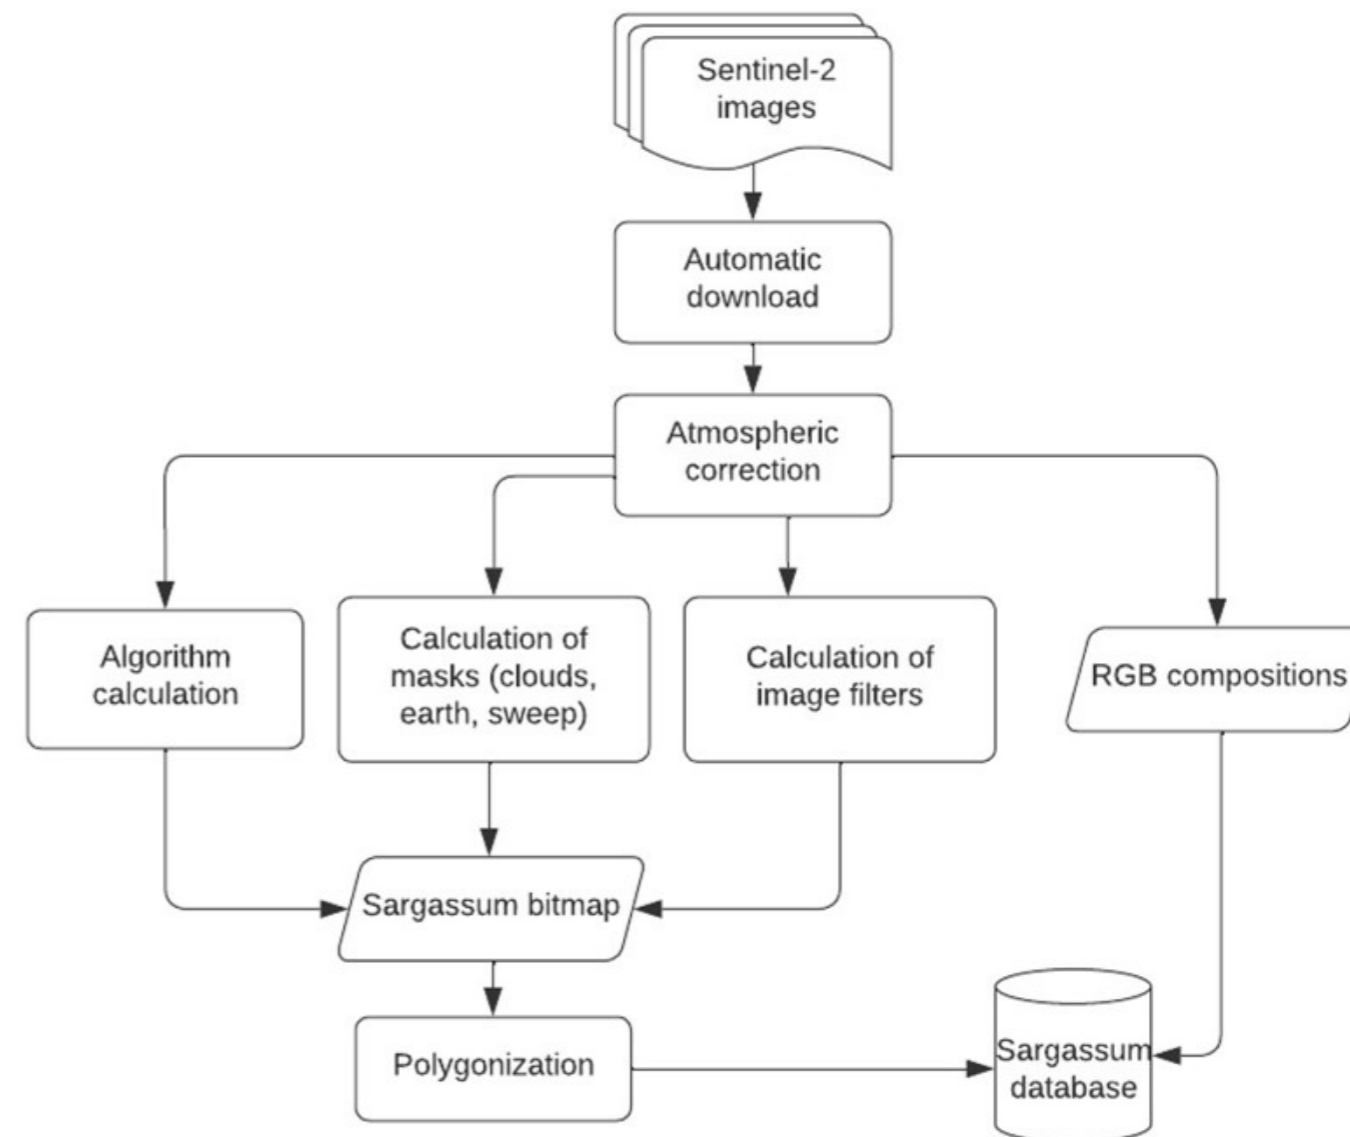 Sentinel-2
images
Automatic
download
Atmospheric
correction
Algorithm
calculation
Calculation of
masks (clouds,
earth, sweep)
Calculation of
image filters
RGB compositions
Sargassum bitmap
Polygonization
Sargassum
database